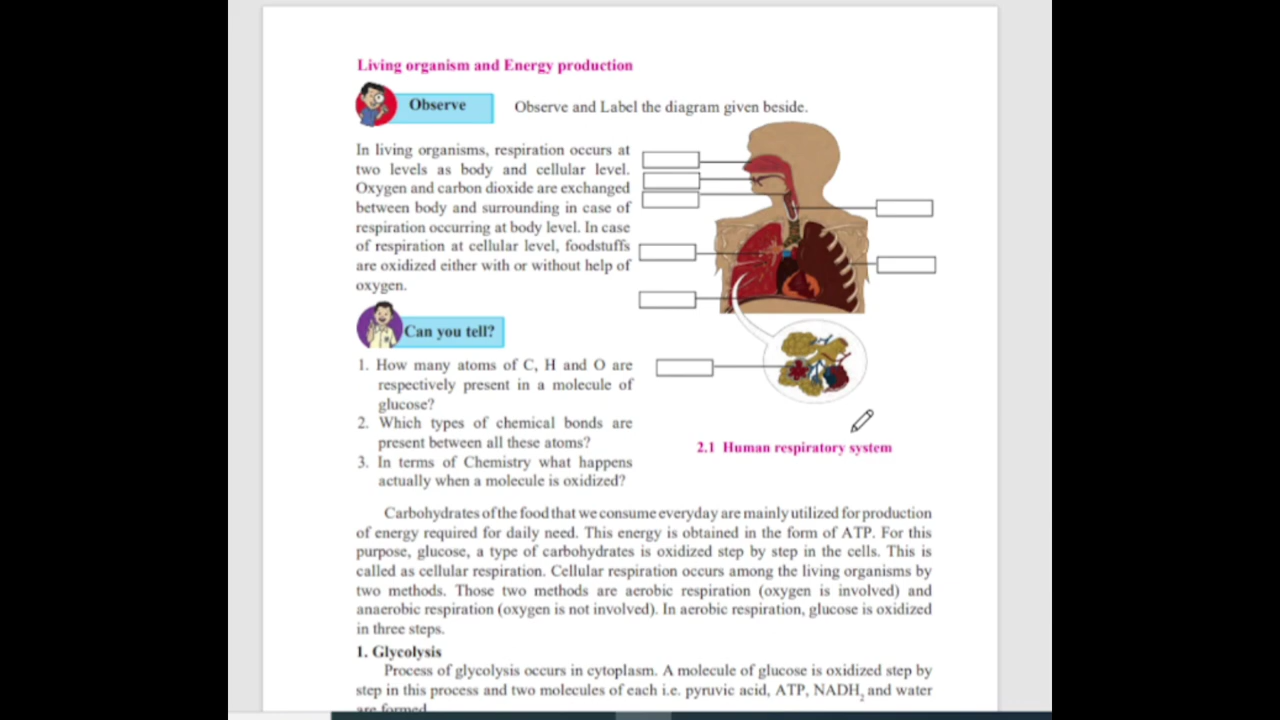 Living organism and Energy production
Observe
Observe and Label the diagram given beside.
In living organisms, respiration occurs at
two levels as body and cellular level.
Oxygen and carbon dioxide are exchanged
between body and surrounding in case of
respiration occurring at body level. In case
of respiration at cellular level, foodstuffs
are oxidized either with or without help of
oxygen.
Can you tell?
1. How many atoms of C, H and O are
respectively present in a molecule of
glucose?
2. Which types of chemical bonds are
present between all these atoms?
3. In terms of Chemistry what happens
actually when a molecule is oxidized?
2.1 Human respiratory system
Carbohydrates of the food that we consume everyday are mainly utilized for production
of energy required for daily need. This energy is obtained in the form of ATP. For this
purpose, glucose, a type of carbohydrates is oxidized step by step in the cells. This is
called as cellular respiration. Cellular respiration occurs among the living organisms by
two methods. Those two methods are aerobic respiration (oxygen is involved) and
anaerobic respiration (oxygen is not involved). In aerobic respiration, glucose is oxidized
in three steps.
1. Glycolysis
Process of glycolysis occurs in cytoplasm. A molecule of glucose is oxidized step by
step in this process and two molecules of each i.e. pyruvic acid, ATP, NADH₂ and water
are formed